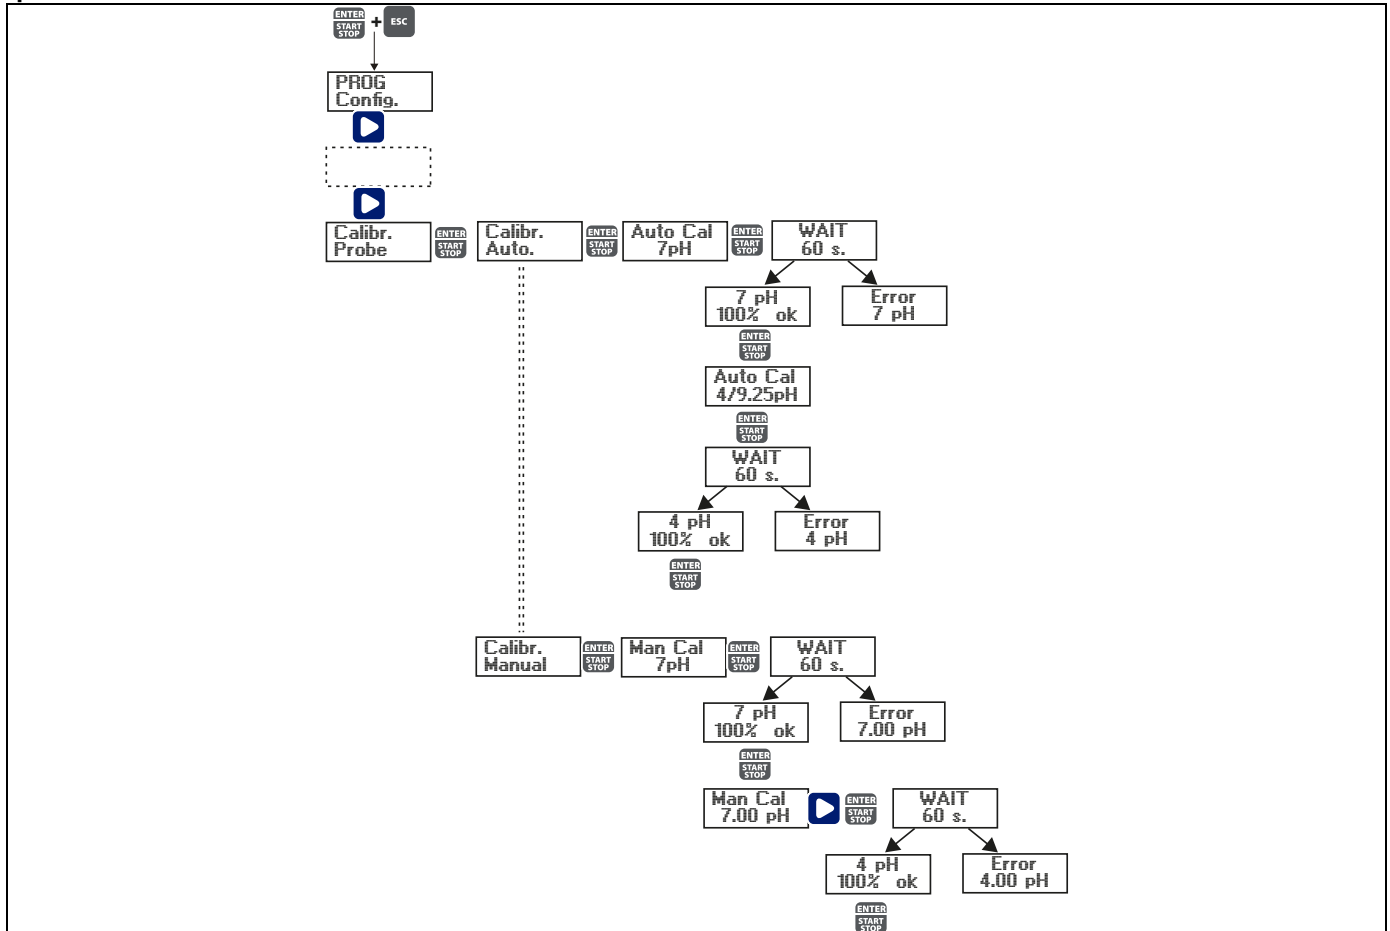 ENTER
START
STOP
+
ESC
PROG
Config.
Calibr.
Probe
ENTER
START
STOP
Calibr.
Auto.
ENTER
START
STOP
Auto Cal
7pH
ENTER
START
STOP
WAIT
60 s.
7 pH
100% ok
Error
7 pH
ENTER
START
STOP
Auto Cal
4/9.25pH
ENTER
START
STOP
WAIT
60 s.
4 pH
100% ok
Error
4 pH
ENTER
START
STOP
Calibr.
Manual
ENTER
START
STOP
Man Cal
7pH
ENTER
START
STOP
WAIT
60 s.
7 pH
100% ok
Error
7.00 pH
ENTER
START
STOP
Man Cal
7.00 pH
ENTER
START
STOP
WAIT
60 s.
4 pH
100% ok
Error
4.00 pH
ENTER
START
STOP